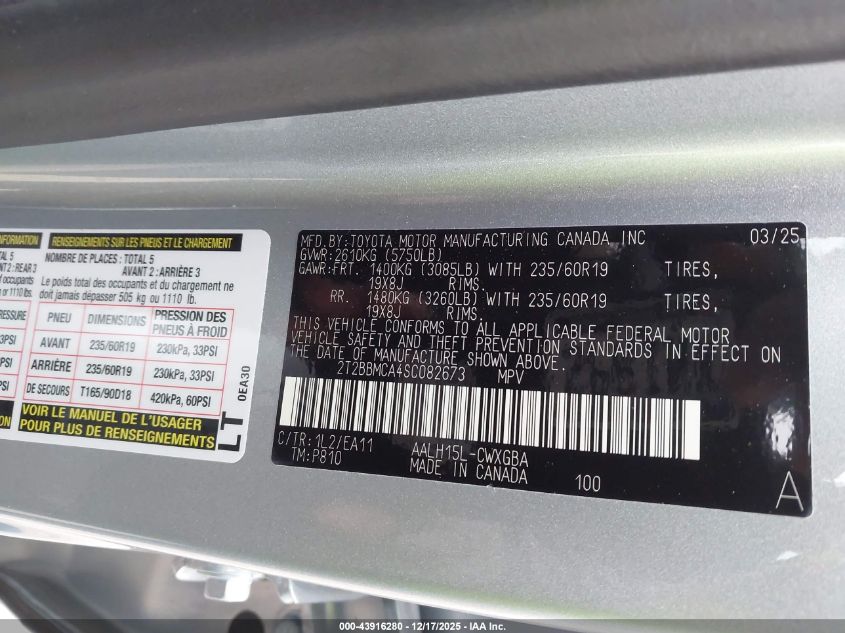 INFORMATION
RENSEIGNEMENTS SUR LES PNEUS ET LE CHARGEMENT
NOMBRE DE PLACES : TOTAL 5
AVANT 2 : ARRIÈRE 3
Le poids total des occupants et du chargement ne
doit jamais dépasser 505 kg ou 1110 lb.
PNEU DIMENSIONS PRESSION DES PNEUS À FROID
AVANT 235/60R19 230kPa, 33PSI
ARRIÈRE 235/60R19 230kPa, 33PSI
DE SECOURS T165/90D18 420kPa, 60PSI
VOIR LE MANUEL DE L'USAGER
POUR PLUS DE RENSEIGNEMENTS
LT 0EA30
MFD.BY:TOYOTA MOTOR MANUFACTURING CANADA INC 03/25
GVWR:2610KG (5750LB)
GAWR:FRT. 1400KG (3085LB) WITH 235/60R19 TIRES,
19X8J RIMS.
RR. 1480KG (3260LB) WITH 235/60R19 TIRES,
19X8J RIMS.
THIS VEHICLE CONFORMS TO ALL APPLICABLE FEDERAL MOTOR
VEHICLE SAFETY AND THEFT PREVENTION STANDARDS IN EFFECT ON
THE DATE OF MANUFACTURE SHOWN ABOVE.
2T2BBMCA4SC082673 MPV
C/TR:1L2/EA11 AALH15L-CWXGBA
TM:P810 MADE IN CANADA 100 A
000-43916280 - 12/17/2025 - IAA Inc.